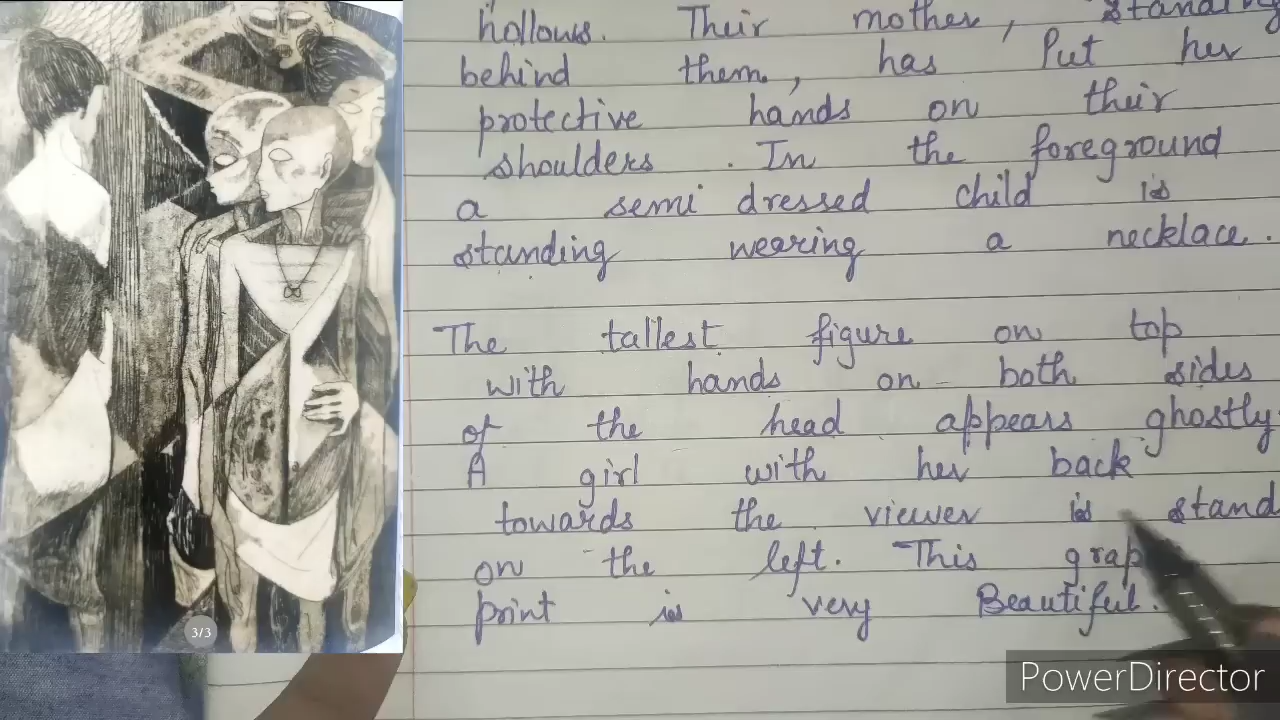 hollows. Their mother, standing
behind them, has Put her
protective hands on their
shoulders. In the foreground
a semi dressed child is
standing wearing a necklace.
The tallest figure on top
with hands on both sides
of the head appears ghostly
A girl with her back
towards the viewer is stand
on the left. This grap
print is very Beautiful.
3/3
PowerDirector